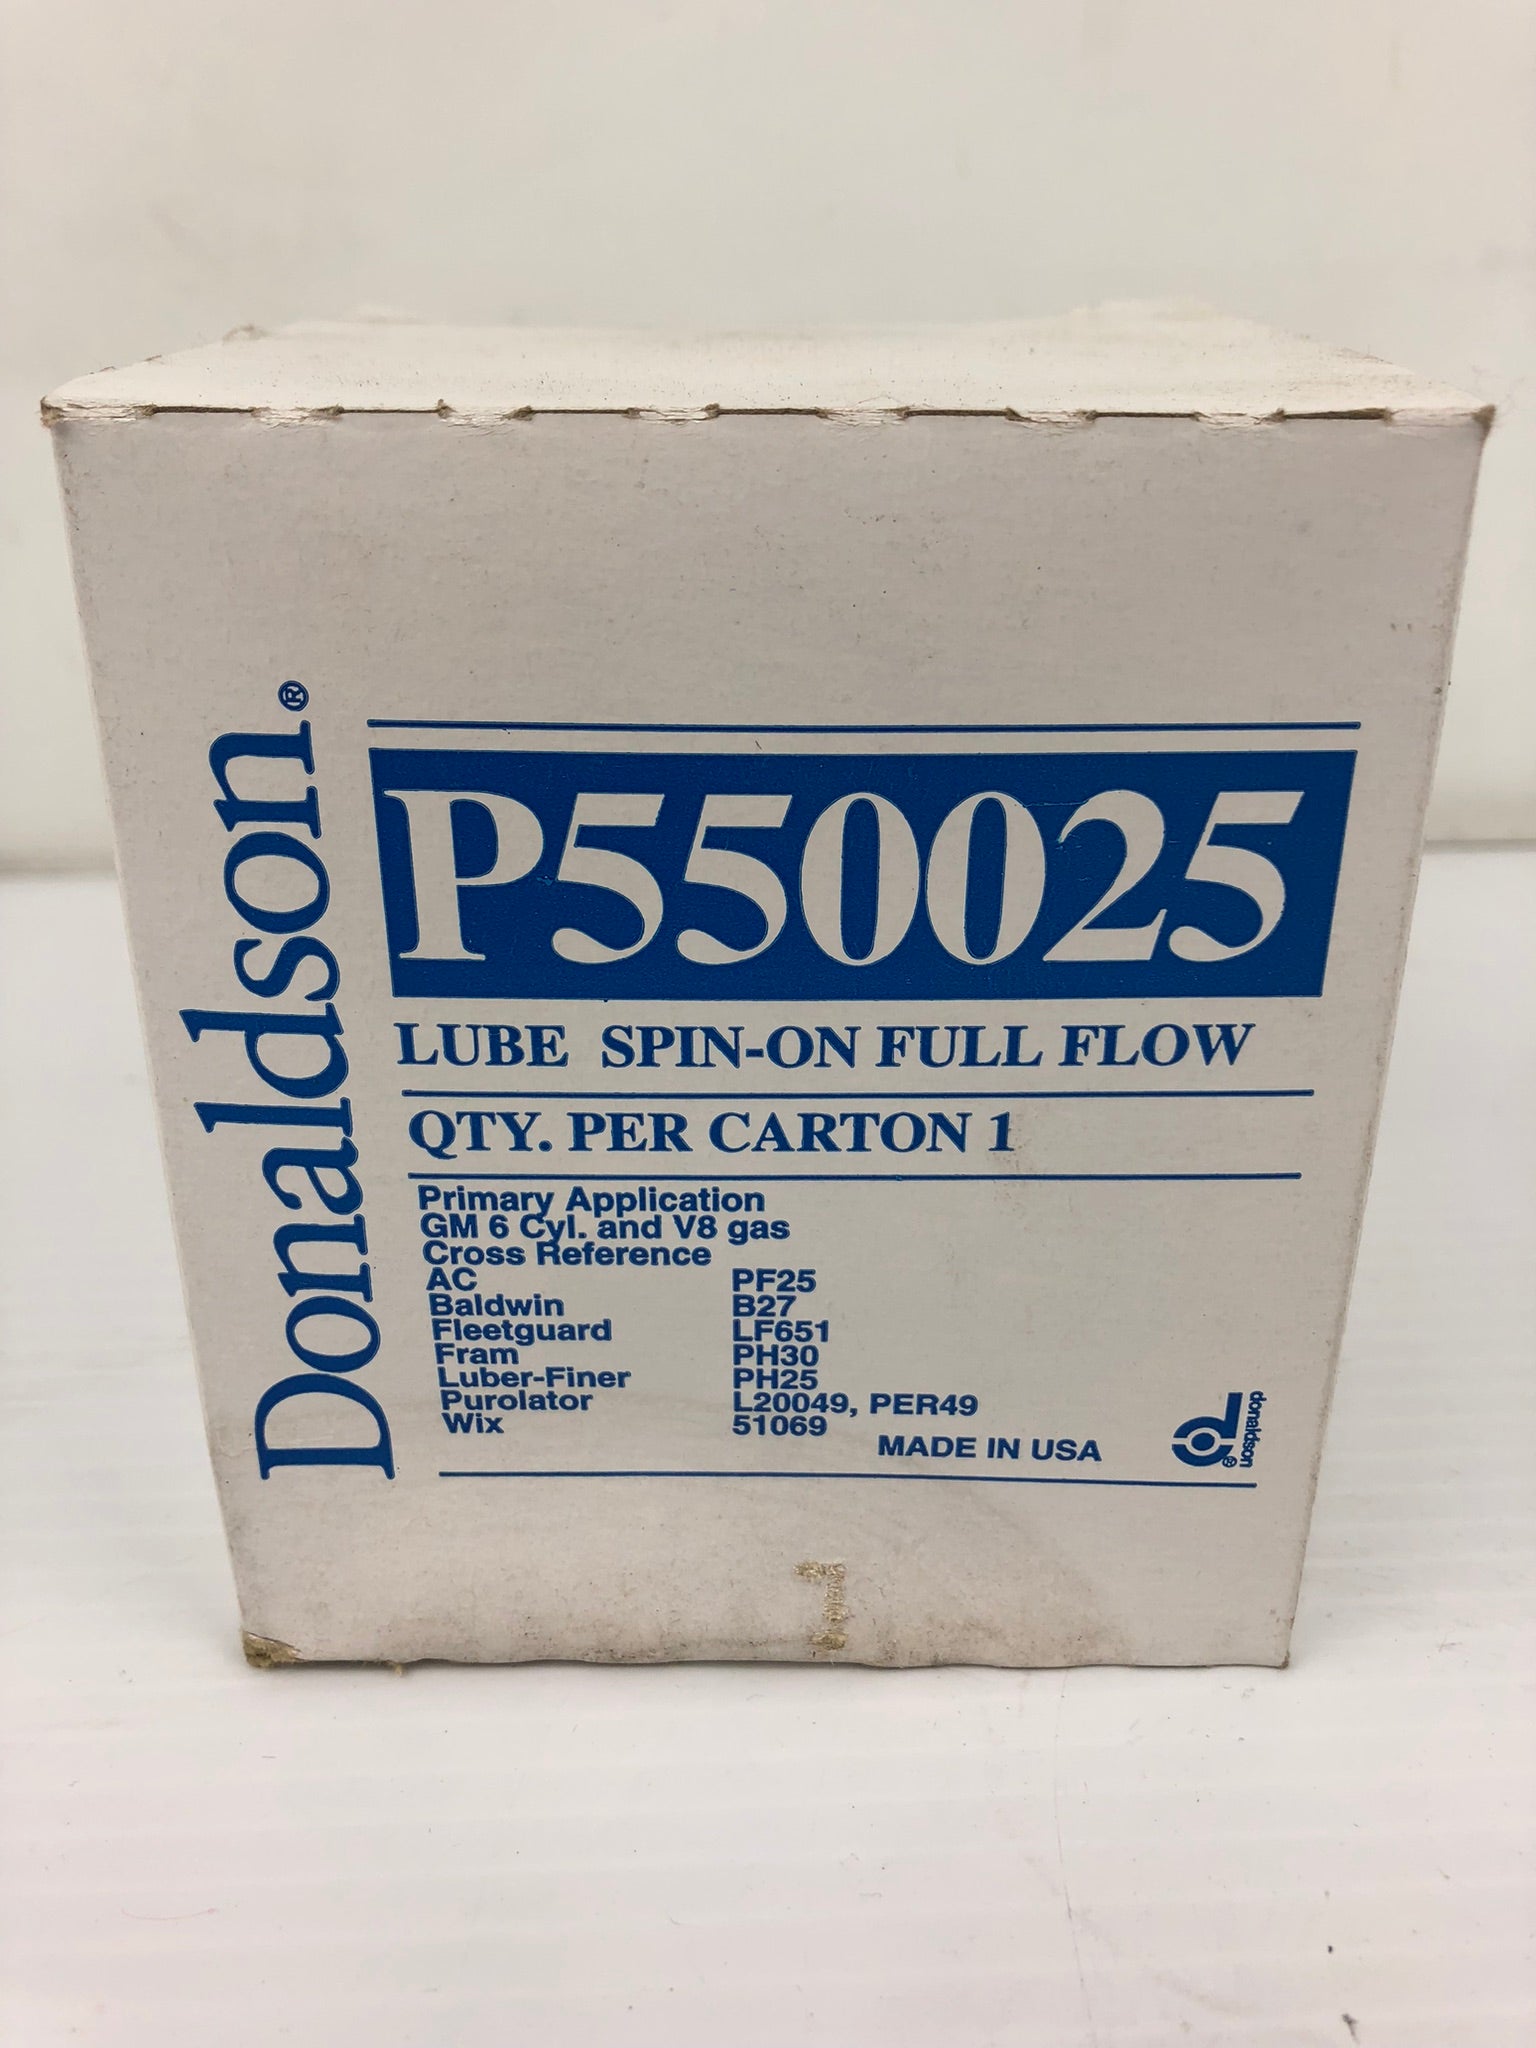 Donaldson®
P550025
LUBE SPIN-ON FULL FLOW
QTY. PER CARTON 1
Primary Application
GM 6 Cyl. and V8 gas
Cross Reference
AC PF25
Baldwin B27
Fleetguard LF651
Fram PH30
Luber-Finer PH25
Purolator L20049, PER49
Wix 51069
MADE IN USA
donaldson®